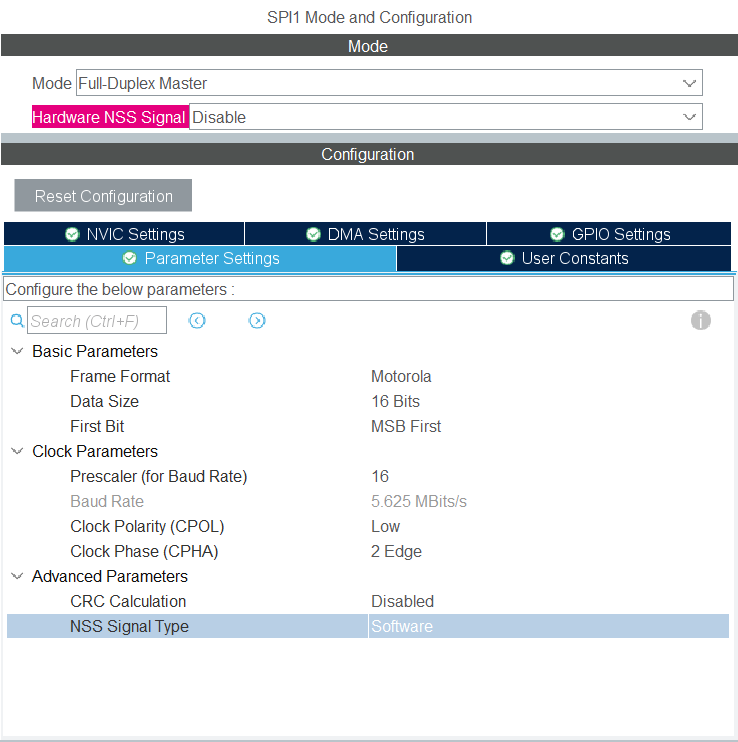 SPI1 Mode and Configuration
Mode
Mode Full-Duplex Master
Hardware NSS Signal Disable
Configuration
Reset Configuration
NVIC Settings DMA Settings GPIO Settings
Parameter Settings User Constants
Configure the below parameters :
Search (Ctrl+F)
Basic Parameters
Frame Format Motorola
Data Size 16 Bits
First Bit MSB First
Clock Parameters
Prescaler (for Baud Rate) 16
Baud Rate 5.625 MBits/s
Clock Polarity (CPOL) Low
Clock Phase (CPHA) 2 Edge
Advanced Parameters
CRC Calculation Disabled
NSS Signal Type Software